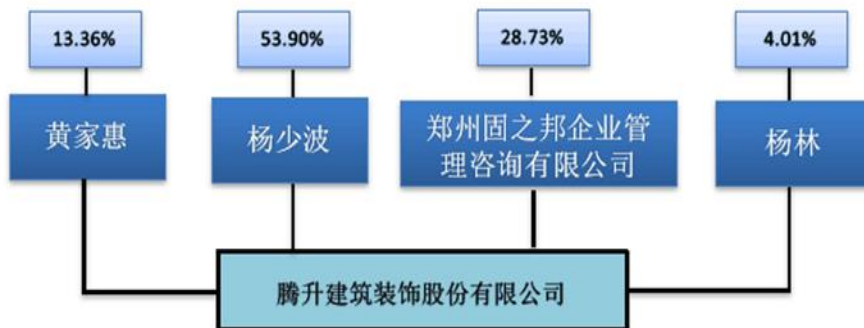 13.36%
53.90%
28.73%
4.01%
黄家惠
杨少波
郑州固之邦企业管
理咨询有限公司
杨林
腾升建筑装饰股份有限公司